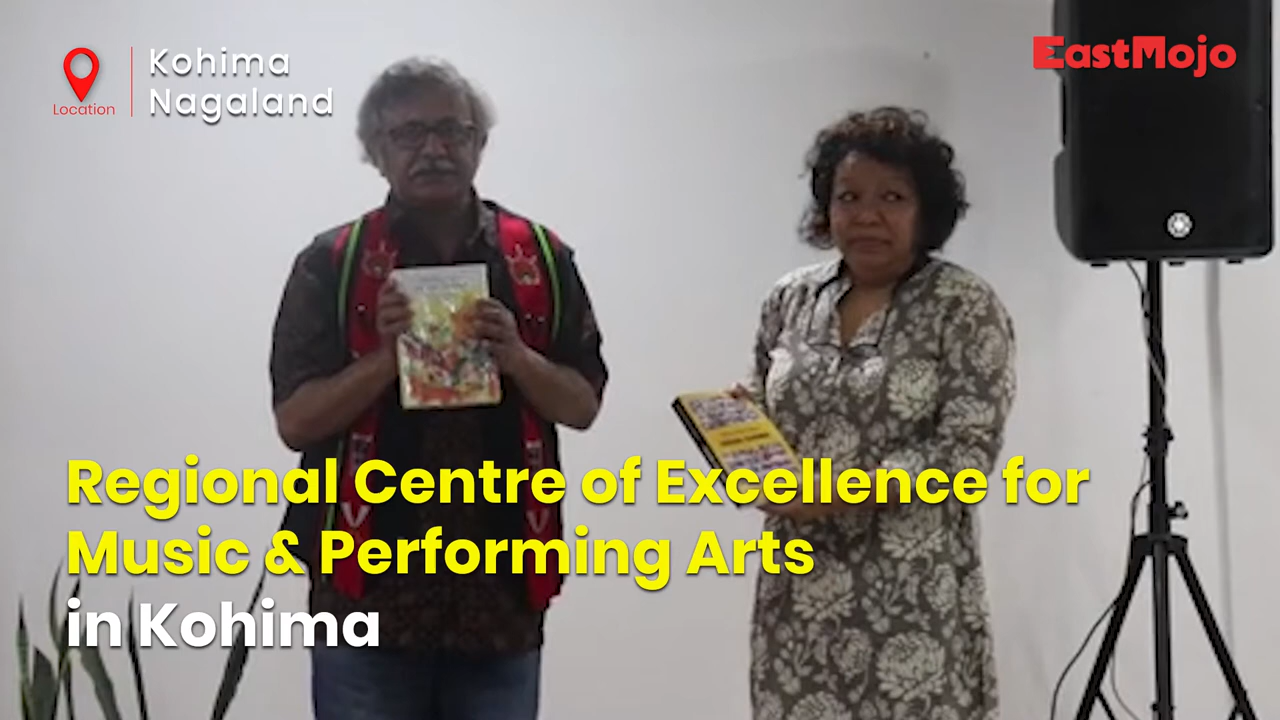 Kohima
Nagaland
Location
EastMojo
Regional Centre of Excellence for
Music & Performing Arts
in Kohima